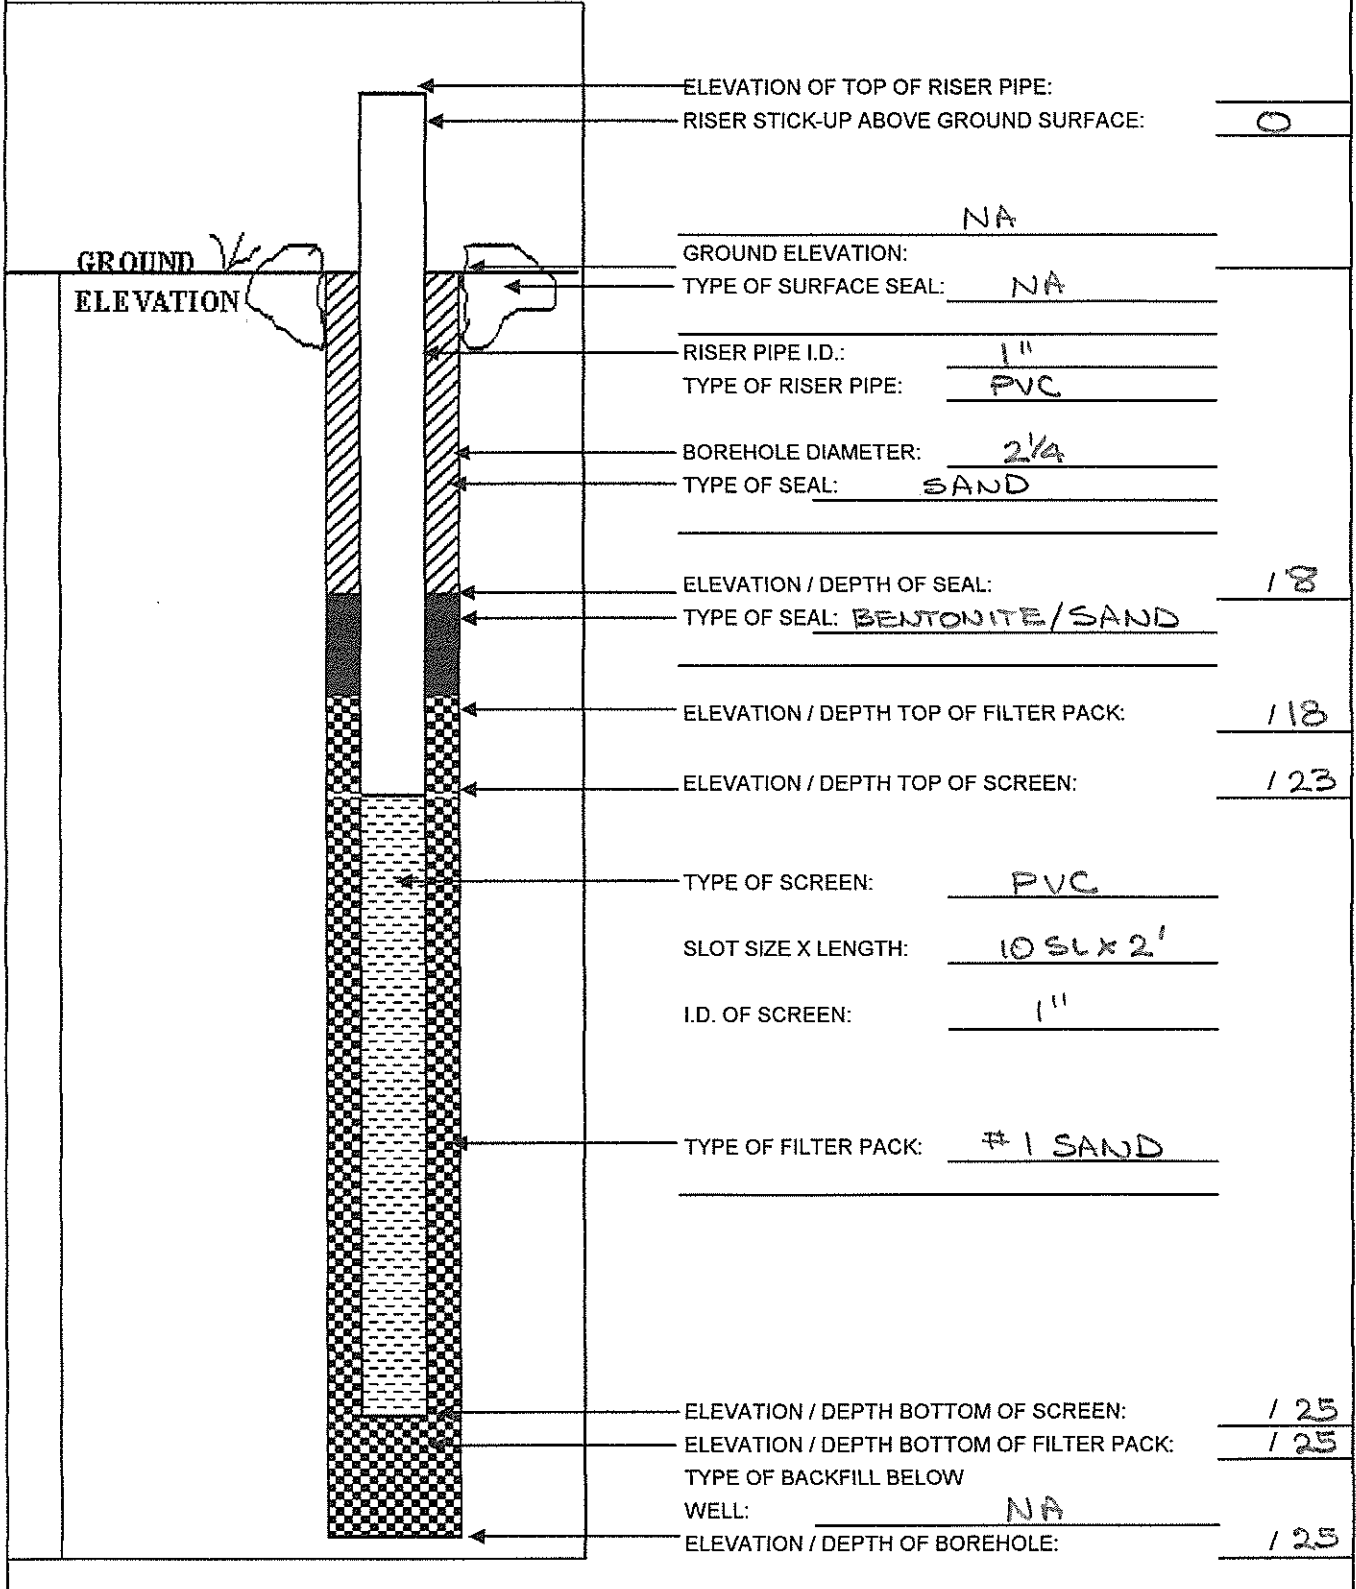 ELEVATION OF TOP OF RISER PIPE:
RISER STICK-UP ABOVE GROUND SURFACE: 0
NA
GROUND ELEVATION
GROUND ELEVATION:
TYPE OF SURFACE SEAL: NA
RISER PIPE I.D.: 1"
TYPE OF RISER PIPE: PVC
BOREHOLE DIAMETER: 2 1/4
TYPE OF SEAL: SAND
ELEVATION / DEPTH OF SEAL: / 8
TYPE OF SEAL: BENTONITE/SAND
ELEVATION / DEPTH TOP OF FILTER PACK: / 18
ELEVATION / DEPTH TOP OF SCREEN: / 23
TYPE OF SCREEN: PVC
SLOT SIZE X LENGTH: 10 SL X 2'
I.D. OF SCREEN: 1"
TYPE OF FILTER PACK: #1 SAND
ELEVATION / DEPTH BOTTOM OF SCREEN: / 25
ELEVATION / DEPTH BOTTOM OF FILTER PACK: / 25
TYPE OF BACKFILL BELOW
WELL: NA
ELEVATION / DEPTH OF BOREHOLE: / 25